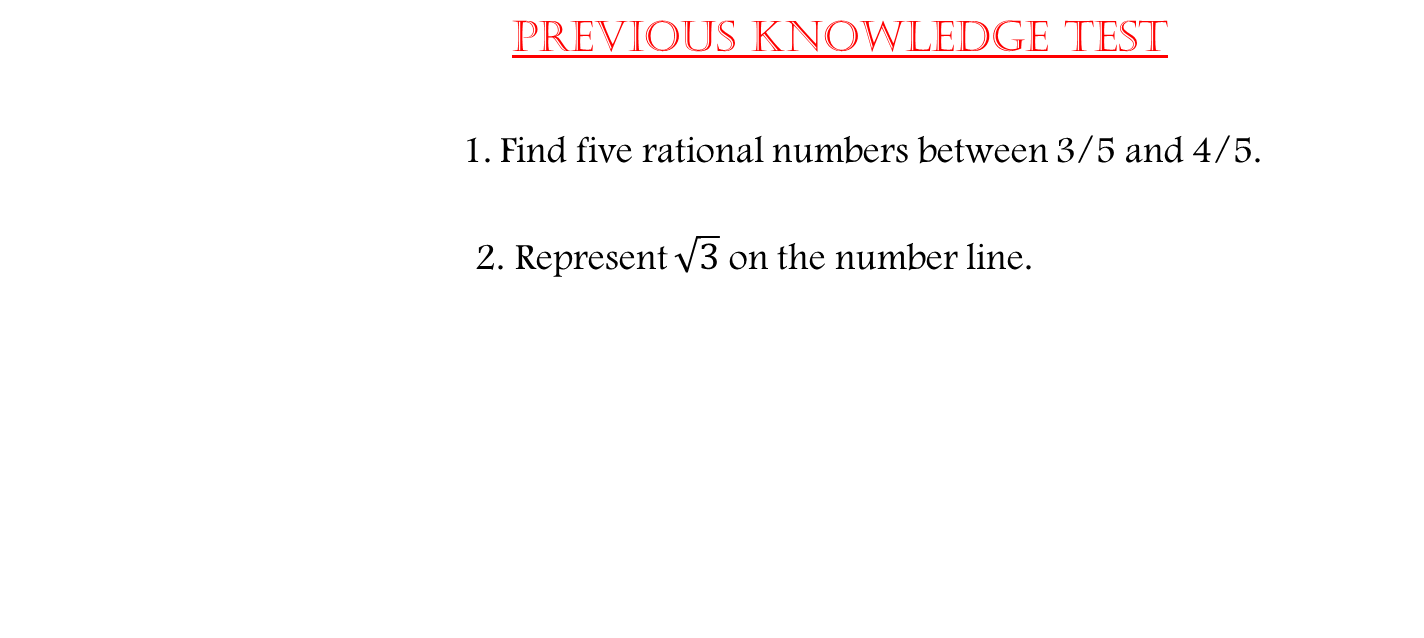 PREVIOUS KNOWLEDGE TEST
1. Find five rational numbers between 3/5 and 4/5.
2. Represent √3 on the number line.